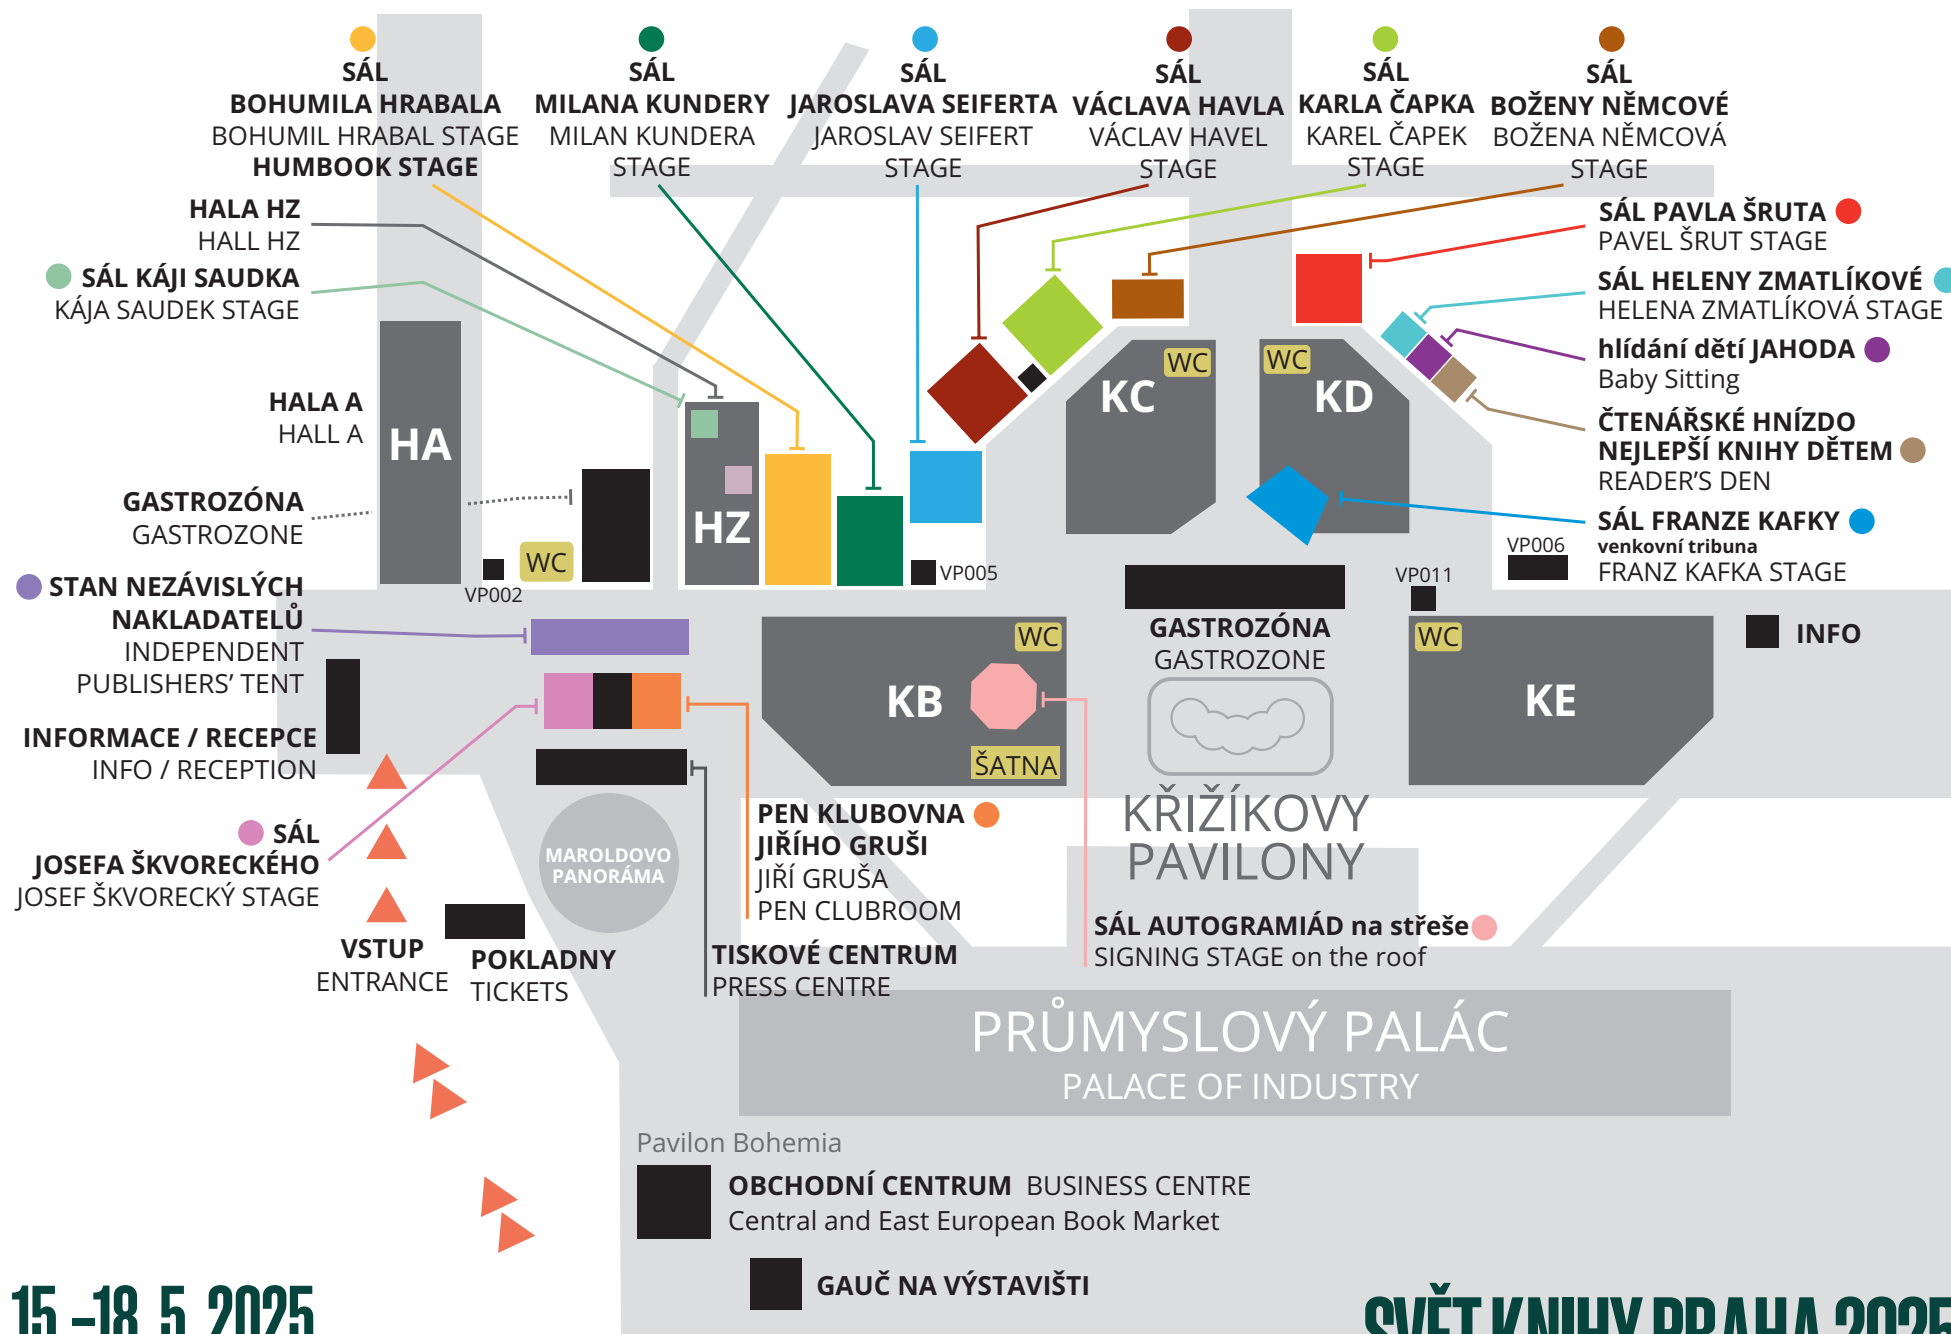 SÁL
BOHUMILA HRABALA
BOHUMIL HRABAL STAGE
HUMBOOK STAGE
SÁL
MILANA KUNDERY
MILAN KUNDERA
STAGE
SÁL
JAROSLAVA SEIFERTA
JAROSLAV SEIFERT
STAGE
SÁL
VÁCLAVA HAVLA
VÁCLAV HAVEL
STAGE
SÁL
KARLA ČAPKA
KAREL ČAPEK
STAGE
SÁL
BOŽENY NĚMCOVÉ
BOŽENA NĚMCOVÁ
STAGE
HALA HZ
HALL HZ
SÁL KÁJI SAUDKA
KÁJA SAUDEK STAGE
HALA A
HALL A
HA
GASTROZÓNA
GASTROZONE
WC
VP002
HZ
VP005
KC
WC
WC
KD
SÁL PAVLA ŠRUTA
PAVEL ŠRUT STAGE
SÁL HELENY ZMATLÍKOVÉ
HELENA ZMATLÍKOVÁ STAGE
hlídání dětí JAHODA
Baby Sitting
ČTENÁŘSKÉ HNÍZDO
NEJLEPŠÍ KNIHY DĚTEM
READER'S DEN
SÁL FRANZE KAFKY
venkovní tribuna
FRANZ KAFKA STAGE
VP006
VP011
STAN NEZÁVISLÝCH
NAKLADATELŮ
INDEPENDENT
PUBLISHERS' TENT
INFORMACE / RECEPCE
INFO / RECEPTION
SÁL
JOSEFA ŠKVORECKÉHO
JOSEF ŠKVORECKÝ STAGE
VSTUP
ENTRANCE
POKLADNY
TICKETS
MAROLDOVO
PANORÁMA
KB
WC
ŠATNA
GASTROZÓNA
GASTROZONE
WC
KE
INFO
KŘIŽÍKOVY
PAVILONY
PEN KLUBOVNA
JIŘÍHO GRUŠI
JIŘÍ GRUŠA
PEN CLUBROOM
TISKOVÉ CENTRUM
PRESS CENTRE
SÁL AUTOGRAMIÁD na střeše
SIGNING STAGE on the roof
PRŮMYSLOVÝ PALÁC
PALACE OF INDUSTRY
Pavilon Bohemia
OBCHODNÍ CENTRUM BUSINESS CENTRE
Central and East European Book Market
GAUČ NA VÝSTAVIŠTI
15.–18. 5. 2025
SVĚT KNIHY PRAHA 2025